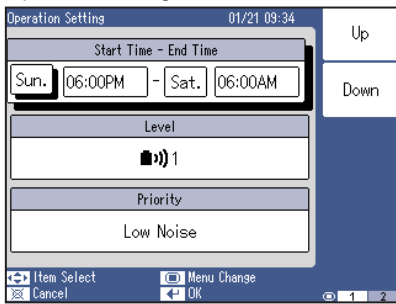 Operation Setting 01/21 09:34
Up
Start Time - End Time
Sun. 06:00PM - Sat. 06:00AM
Down
Level
1
Priority
Low Noise
Item Select Menu Change
Cancel OK
1 2